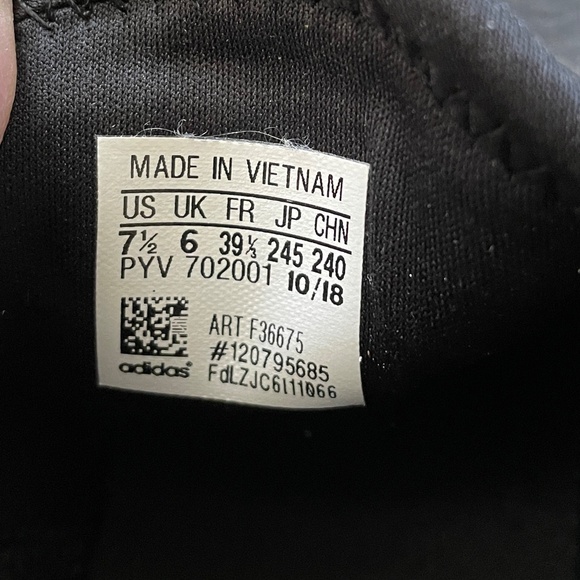 MADE IN VIETNAM
US UK FR JP CHN
7½ 6 39⅓ 245 240
PYV 702001 10/18
ART F36675
#120795685
adidas® FdLZJC6I11066